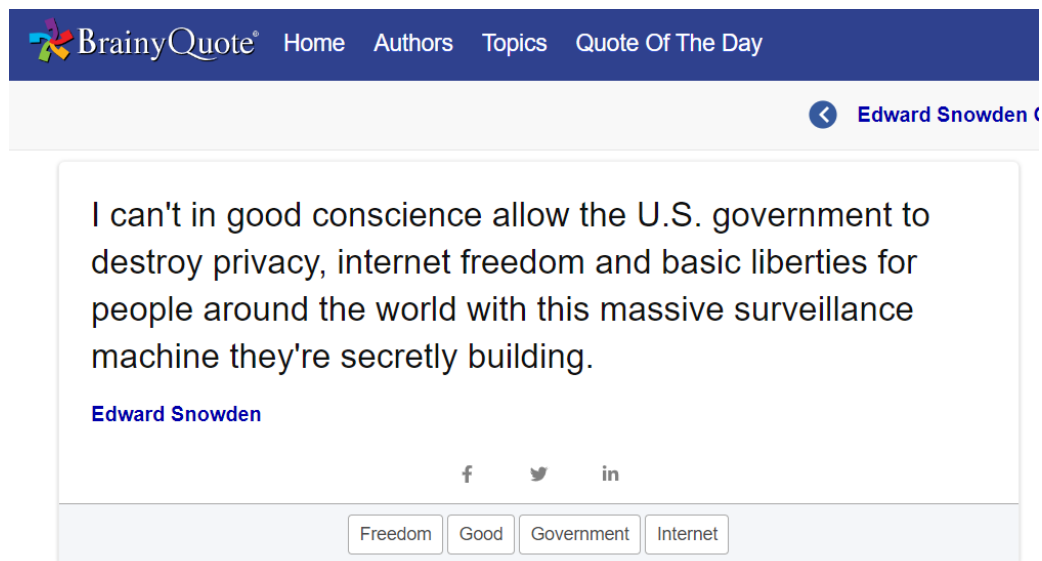 BrainyQuote® Home Authors Topics Quote Of The Day
Edward Snowden
I can't in good conscience allow the U.S. government to
destroy privacy, internet freedom and basic liberties for
people around the world with this massive surveillance
machine they're secretly building.
Edward Snowden
f in
Freedom Good Government Internet